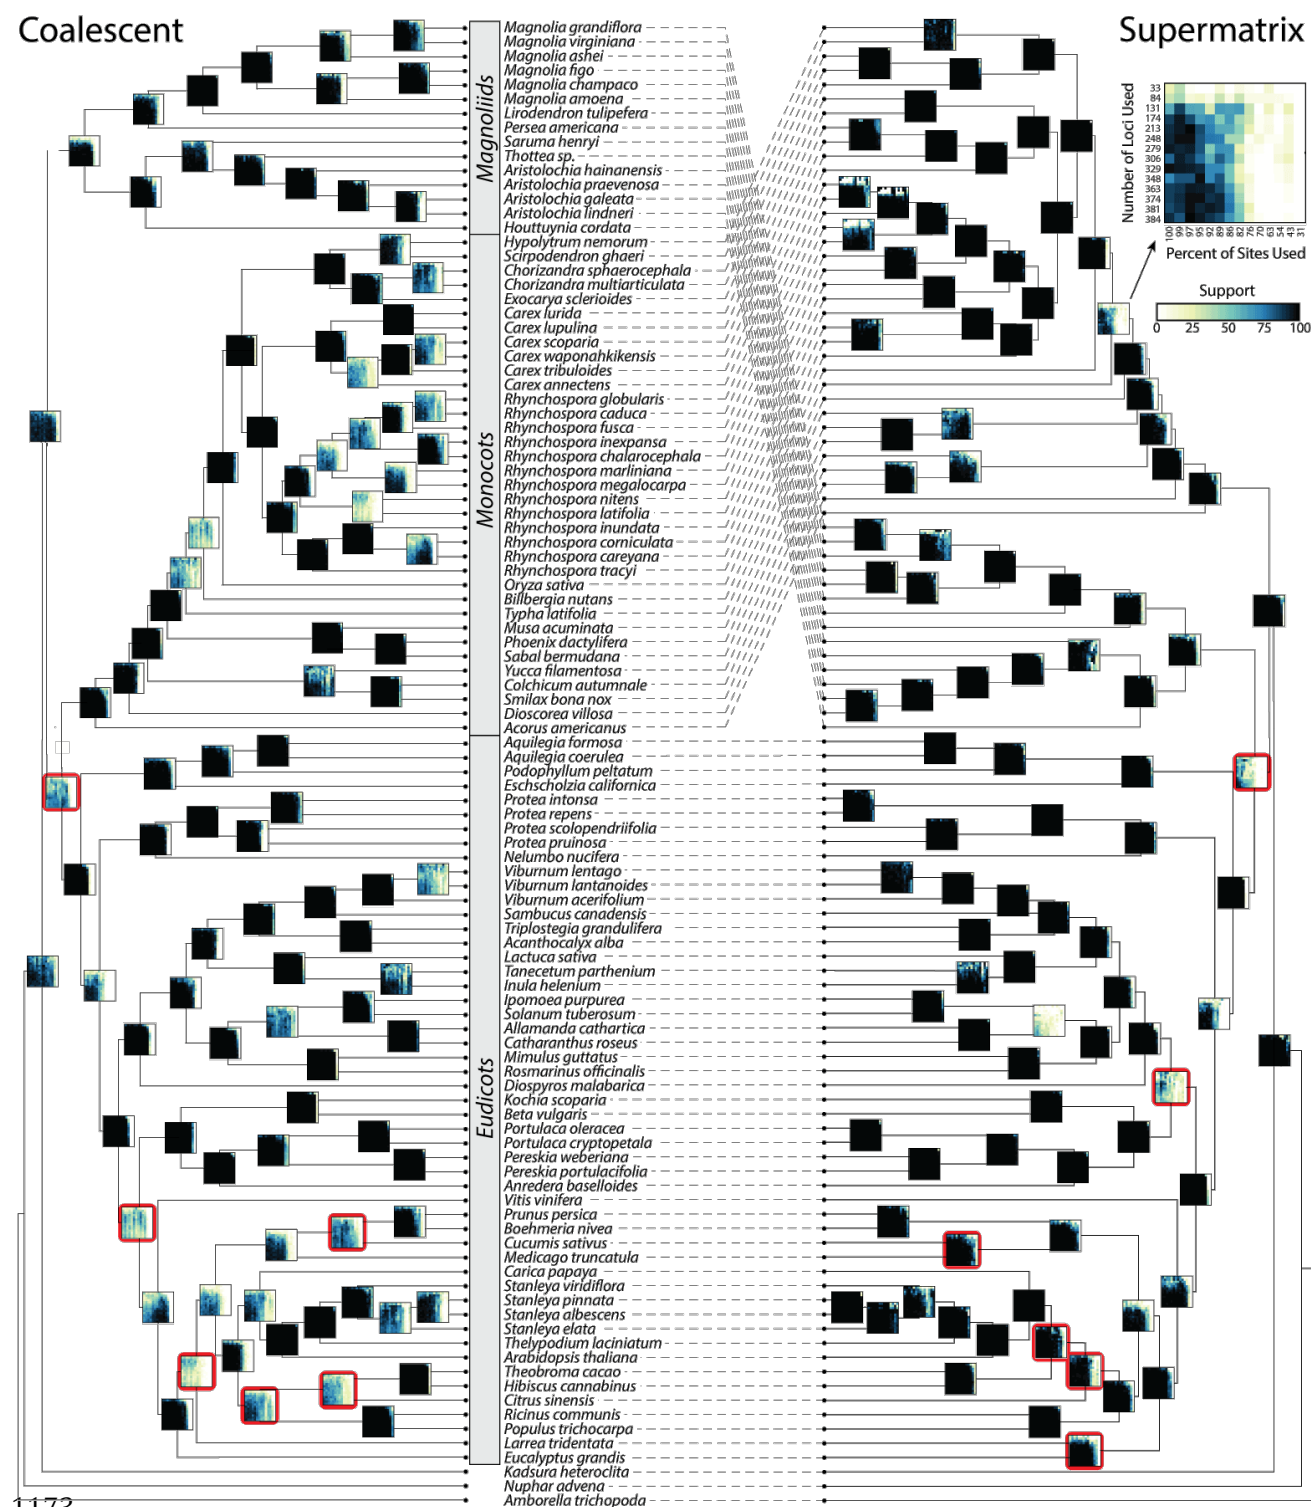 Coalescent
Supermatrix
Magnolia grandiflora
Magnolia virginiana
Magnolia ashei
Magnolia figo
Magnolia champaco
Magnolia amoena
Lirodendron tulipefera
Persea americana
Saruma henryi
Thottea sp.
Aristolochia hainanensis
Aristolochia praevenosa
Aristolochia galeata
Aristolochia lindneri
Houttuynia cordata
Magnoliids
Hypolytrum nemorum
Scirpodendron ghaeri
Chorizandra sphaerocephala
Chorizandra multiarticulata
Exocarya sclerioides
Carex lurida
Carex lupulina
Carex scoparia
Carex waponahkikensis
Carex tribuloides
Carex annectens
Rhynchospora globularis
Rhynchospora caduca
Rhynchospora fusca
Rhynchospora inexpansa
Rhynchospora chalarocephala
Rhynchospora marliniana
Rhynchospora megalocarpa
Rhynchospora nitens
Rhynchospora latifolia
Rhynchospora inundata
Rhynchospora corniculata
Rhynchospora careyana
Rhynchospora tracyi
Oryza sativa
Billbergia nutans
Typha latifolia
Musa acuminata
Phoenix dactylifera
Sabal bermudana
Yucca filamentosa
Colchicum autumnale
Smilax bona nox
Dioscorea villosa
Acorus americanus
Monocots
Aquilegia formosa
Aquilegia coerulea
Podophyllum peltatum
Eschscholzia californica
Protea intonsa
Protea repens
Protea scolopendriifolia
Protea pruinosa
Nelumbo nucifera
Viburnum lentago
Viburnum lantanoides
Viburnum acerifolium
Sambucus canadensis
Triplostegia grandulifera
Acanthocalyx alba
Lactuca sativa
Tanecetum parthenium
Inula helenium
Ipomoea purpurea
Solanum tuberosum
Allamanda cathartica
Catharanthus roseus
Mimulus guttatus
Rosmarinus officinalis
Diospyros malabarica
Kochia scoparia
Beta vulgaris
Portulaca oleracea
Portulaca cryptopetala
Pereskia weberiana
Pereskia portulacifolia
Anredera baselloides
Vitis vinifera
Prunus persica
Boehmeria nivea
Cucumis sativus
Medicago truncatula
Carica papaya
Stanleya viridiflora
Stanleya pinnata
Stanleya albescens
Stanleya elata
Thelypodium laciniatum
Arabidopsis thaliana
Theobroma cacao
Hibiscus cannabinus
Citrus sinensis
Ricinus communis
Populus trichocarpa
Larrea tridentata
Eucalyptus grandis
Eudicots
Kadsura heteroclita
Nuphar advena
Amborella trichopoda
Number of Loci Used
33
84
131
174
213
248
279
306
329
348
363
374
381
384
100 99 97 95 92 89 86 82 76 70 63 54 43 31
Percent of Sites Used
Support
0 25 50 75 100
1173